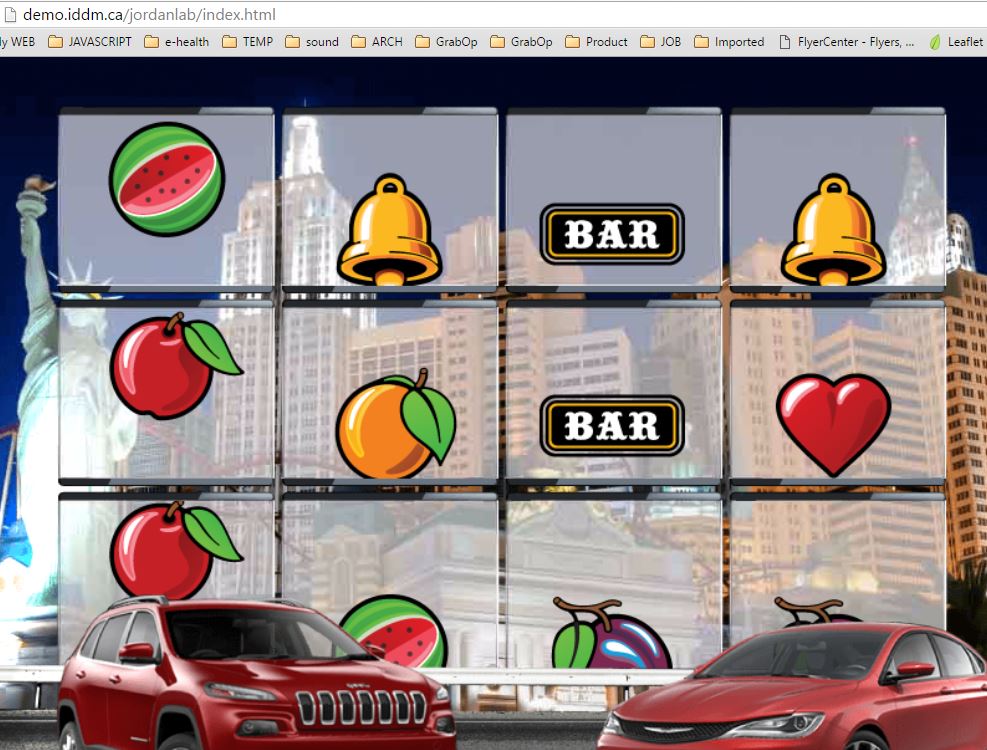 demo.iddm.ca/jordanlab/index.html
ly WEB JAVASCRIPT e-health TEMP sound ARCH GrabOp GrabOp Product JOB Imported FlyerCenter - Flyers, ... Leaflet
BAR
BAR